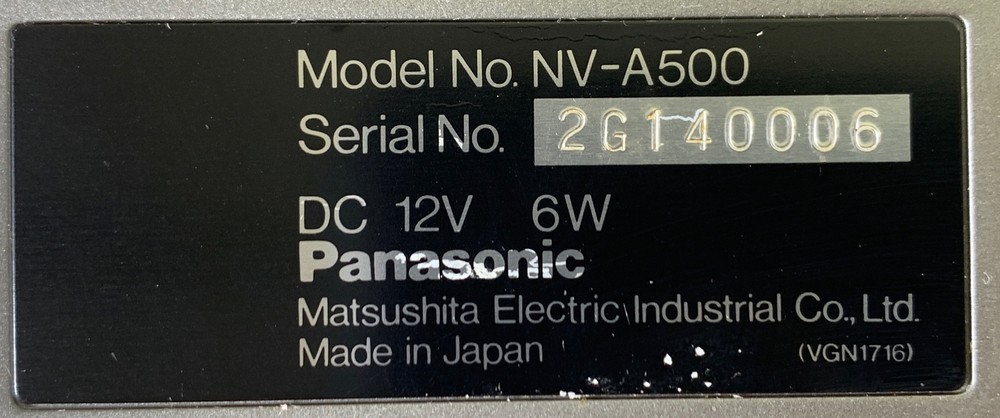 Model No. NV-A500
Serial No. 2G140006
DC 12V 6W
Panasonic
Matsushita Electric Industrial Co., Ltd.
Made in Japan (VGN1716)